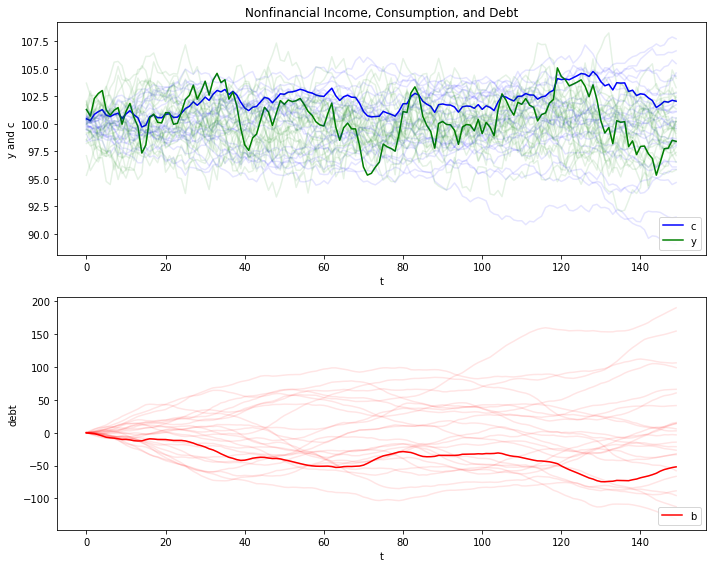 Nonfinancial Income, Consumption, and Debt
107.5
105.0
102.5
100.0
97.5
95.0
92.5
90.0
y and c
c
y
0 20 40 60 80 100 120 140
t
200
150
100
50
0
−50
−100
debt
b
0 20 40 60 80 100 120 140
t